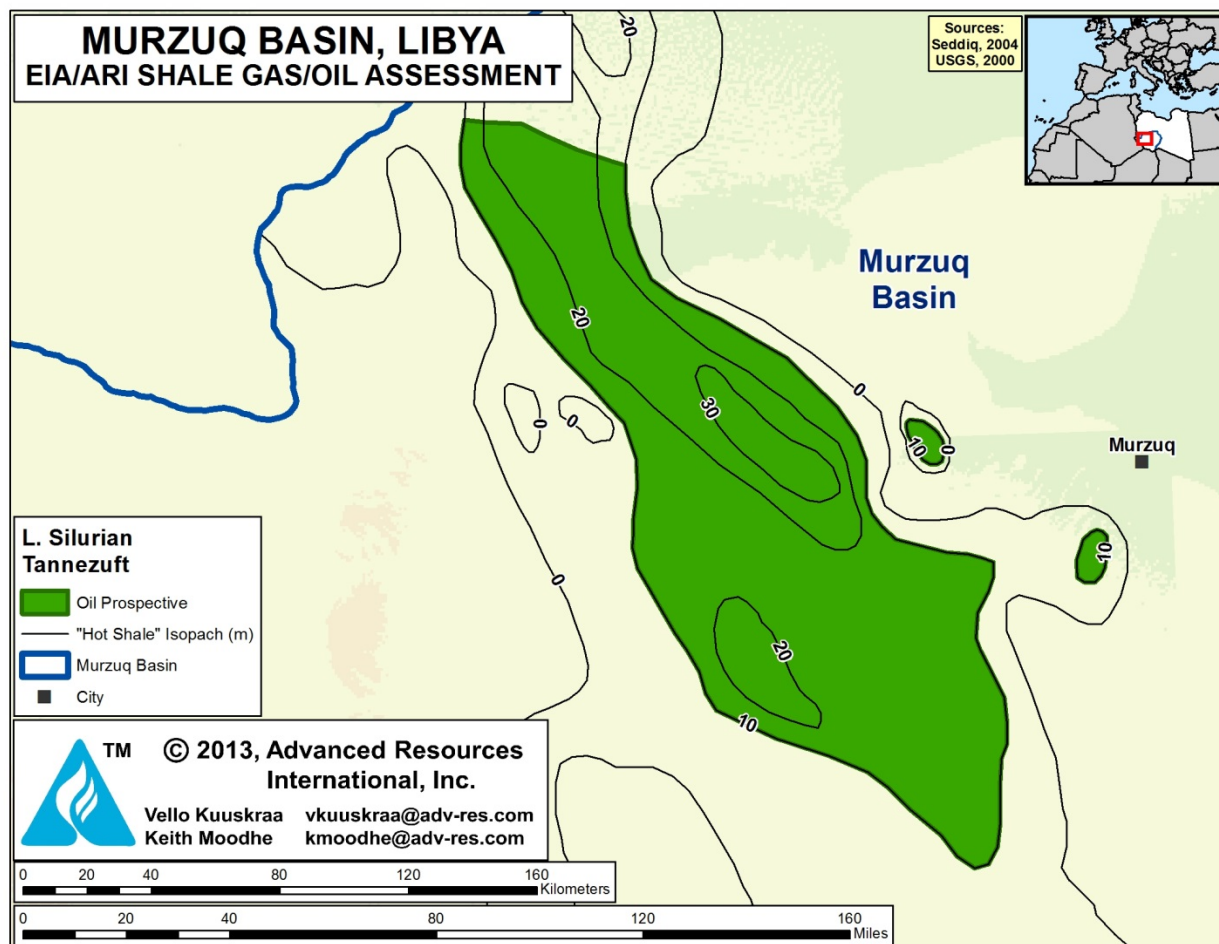 MURZUQ BASIN, LIBYA
EIA/ARI SHALE GAS/OIL ASSESSMENT
Sources:
Seddiq, 2004
USGS, 2000
20
Murzuq
Basin
20
30
0
0
0
10
0
Murzuq
10
0
20
10
L. Silurian
Tannezuft
Oil Prospective
"Hot Shale" Isopach (m)
Murzuq Basin
City
TM
© 2013, Advanced Resources
International, Inc.
Vello Kuuskraa vkuuskraa@adv-res.com
Keith Moodhe kmoodhe@adv-res.com
0 20 40 80 120 160
Kilometers
0 20 40 80 120 160
Miles